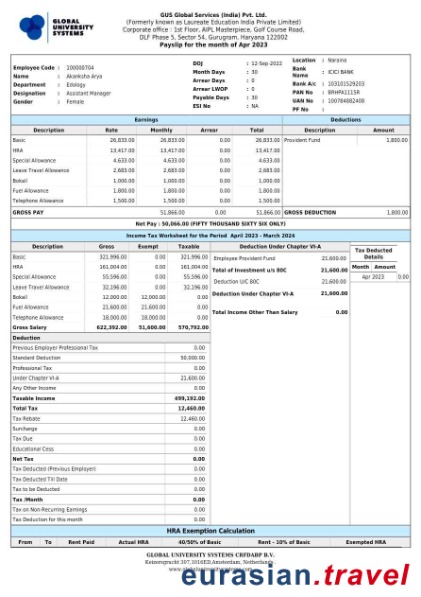 GLOBAL
UNIVERSITY
SYSTEMS
GUS Global Services (India) Pvt. Ltd.
(Formerly known as Laureate Education India Private Limited)
Corporate office : 1st Floor, AIPL Masterpiece, Golf Course Road,
DLF Phase 5, Sector 54, Gurugram, Haryana 122002
Payslip for the month of Apr 2023
Employee Code : 100000704
Name : Akanksha Arya
Department : Edology
Designation : Assistant Manager
Gender : Female
DOJ : 12-Sep-2022
Month Days : 30
Arrear Days : 0
Arrear LWOP : 0
Payable Days : 30
ESI No : NA
Location : Naraina
Bank Name : ICICI BANK
Bank A/c : 103101529203
PAN No : BRHPA1115R
UAN No : 100784882408
PF No :
Earnings Deductions
Description Rate Monthly Arrear Total Description Amount
Basic 26,833.00 26,833.00 0.00 26,833.00 Provident Fund 1,800.00
HRA 13,417.00 13,417.00 0.00 13,417.00
Special Allowance 4,633.00 4,633.00 0.00 4,633.00
Leave Travel Allowance 2,683.00 2,683.00 0.00 2,683.00
Bokail 1,000.00 1,000.00 0.00 1,000.00
Fuel Allowance 1,800.00 1,800.00 0.00 1,800.00
Telephone Allowance 1,500.00 1,500.00 0.00 1,500.00
GROSS PAY 51,866.00 0.00 51,866.00 GROSS DEDUCTION 1,800.00
Net Pay : 50,066.00 (FIFTY THOUSAND SIXTY SIX ONLY)
Income Tax Worksheet for the Period April 2023 - March 2024
Description Gross Exempt Taxable
Basic 321,996.00 0.00 321,996.00
HRA 161,004.00 0.00 161,004.00
Special Allowance 55,596.00 0.00 55,596.00
Leave Travel Allowance 32,196.00 0.00 32,196.00
Bokail 12,000.00 12,000.00 0.00
Fuel Allowance 21,600.00 21,600.00 0.00
Telephone Allowance 18,000.00 18,000.00 0.00
Gross Salary 622,392.00 51,600.00 570,792.00
Deduction
Previous Employer Professional Tax 0.00
Standard Deduction 50,000.00
Professional Tax 0.00
Under Chapter VI-A 21,600.00
Any Other Income 0.00
Taxable Income 499,192.00
Total Tax 12,460.00
Tax Rebate 12,460.00
Surcharge 0.00
Tax Due 0.00
Educational Cess 0.00
Net Tax 0.00
Tax Deducted (Previous Employer) 0.00
Tax Deducted Till Date 0.00
Tax to be Deducted 0.00
Tax /Month 0.00
Tax on Non-Recurring Earnings 0.00
Tax Deduction for this month 0.00
Deduction Under Chapter VI-A
Employee Provident Fund 21,600.00
Total of Investment u/s 80C 21,600.00
Deduction U/C 80C 21,600.00
Deduction Under Chapter VI-A 21,600.00
Total Income Other Than Salary 0.00
Tax Deducted
Details
Month Amount
Apr 2023 0.00
HRA Exemption Calculation
From To Rent Paid Actual HRA 40/50% of Basic Rent - 10% of Basic Exempted HRA
GLOBAL UNIVERSITY SYSTEMS CRFDABP B.V.
Keizersgracht 307,1016ED,Amsterdam, Netherlands.
eurasian.travel